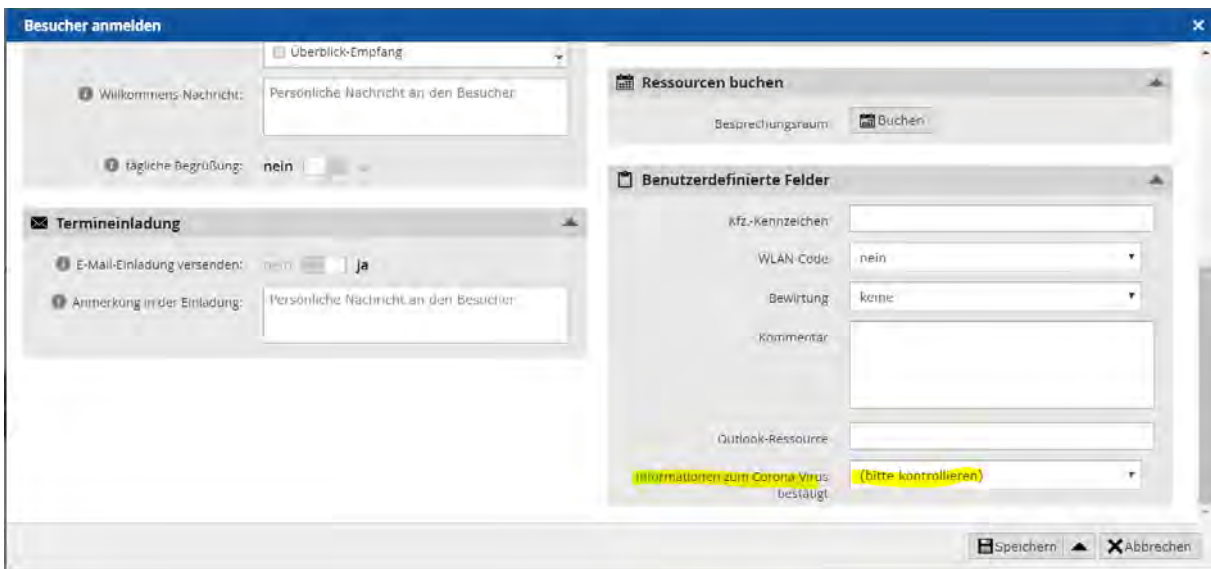 Besucher anmelden
Überblick-Empfang
Willkommens-Nachricht:
Persönliche Nachricht an den Besucher
tägliche Begrüßung:
nein
Termineinladung
E-Mail-Einladung versenden:
nein
ja
Anmerkung in der Einladung:
Persönliche Nachricht an den Besucher
Ressourcen buchen
Besprechungsraum
Buchen
Benutzerdefinierte Felder
Kfz.-Kennzeichen
WLAN-Code
nein
Bewirtung
keine
Kommentar
Outlook-Ressource
Informationen zum Corona Virus
bestätigt
(bitte kontrollieren)
Speichern
Abbrechen